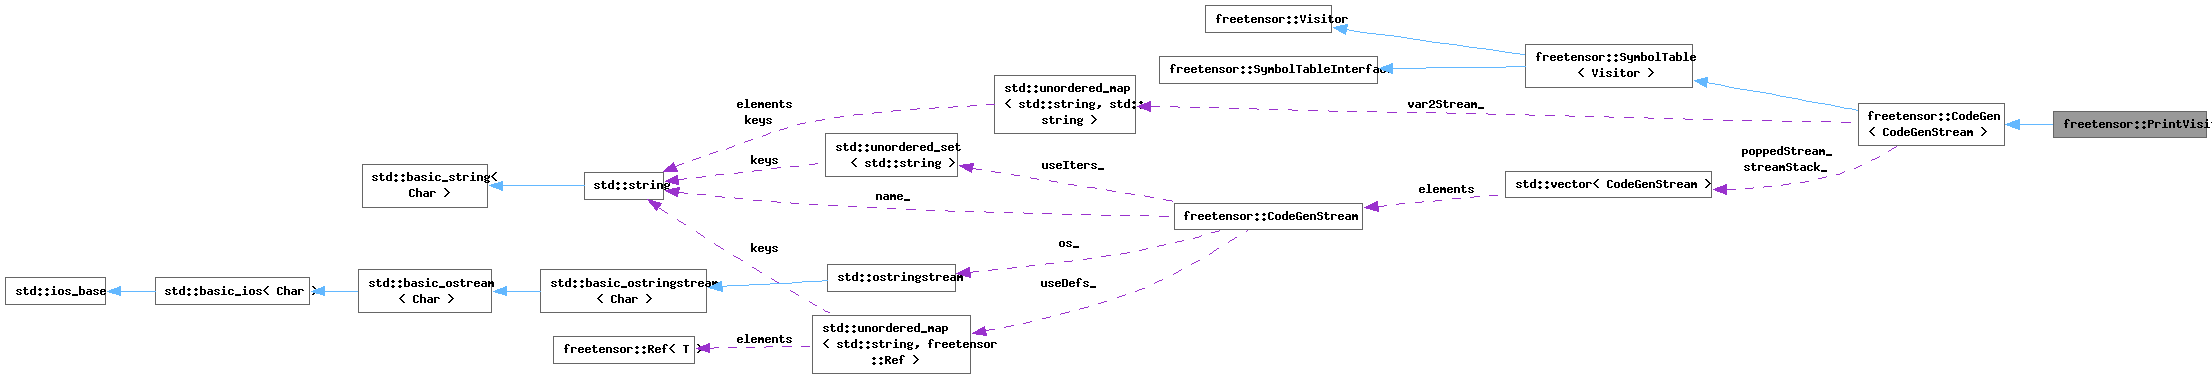 freetensor::Visitor
freetensor::SymbolTable
< Visitor >
freetensor::SymbolTableInterfac
std::unordered_map
< std::string, std::
string >
elements
keys
var2Stream_
freetensor::CodeGen
< CodeGenStream >
freetensor::PrintVisi
std::unordered_set
< std::string >
keys
useIters_
poppedStream_
streamStack_
std::basic_string<
Char >
std::string
name_
elements
std::vector< CodeGenStream >
freetensor::CodeGenStream
keys
os_
std::ios_base
std::basic_ios< Char >
std::basic_ostream
< Char >
std::basic_ostringstream
< Char >
std::ostringstream
useDefs_
std::unordered_map
< std::string, freetensor
::Ref >
elements
freetensor::Ref< T >